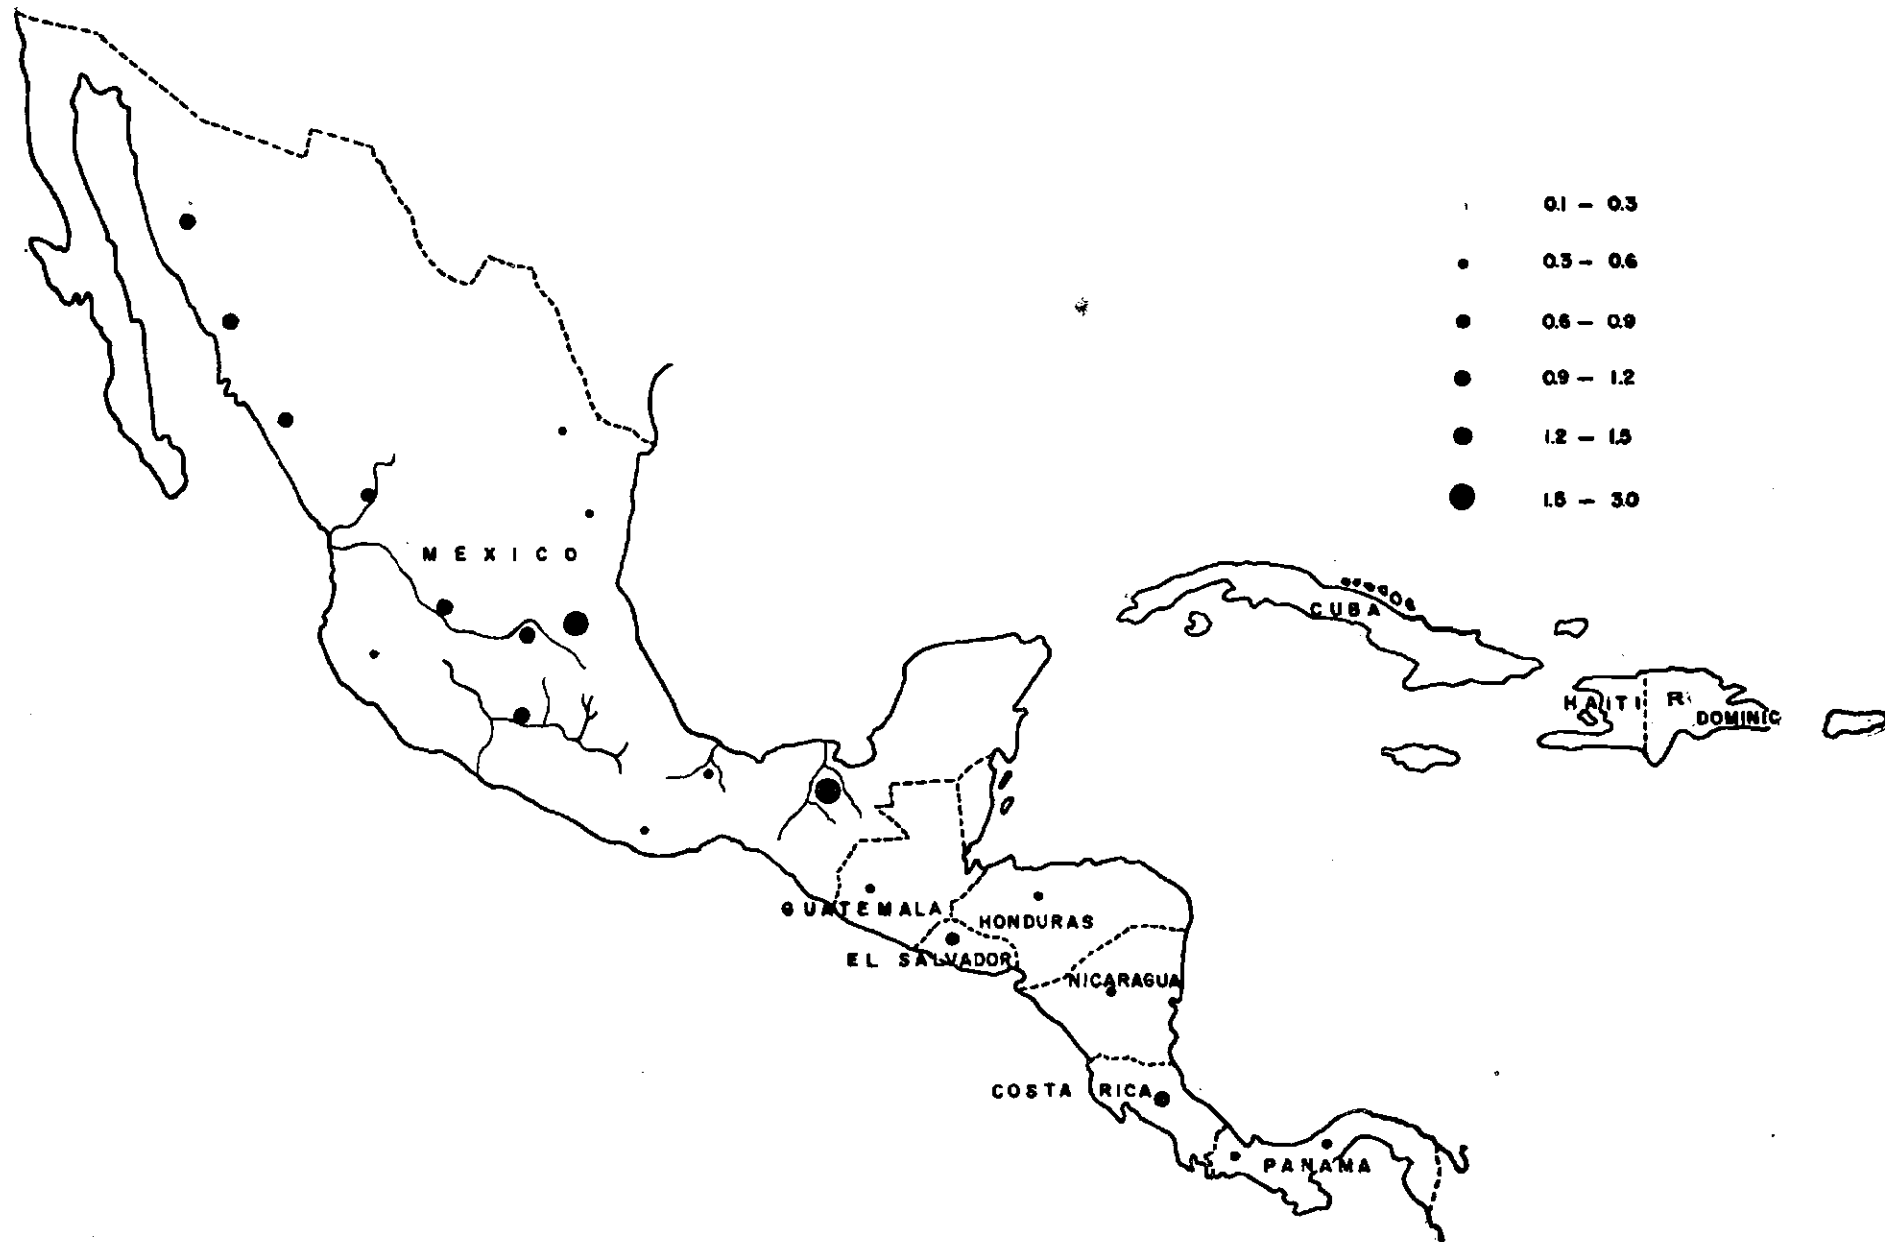 0.1 – 0.3
0.3 – 0.6
0.6 – 0.9
0.9 – 1.2
1.2 – 1.5
1.5 – 3.0
MEXICO
CUBA
HAITI
R.
DOMINIC
GUATEMALA
HONDURAS
EL SALVADOR
NICARAGUA
COSTA RICA
PANAMA